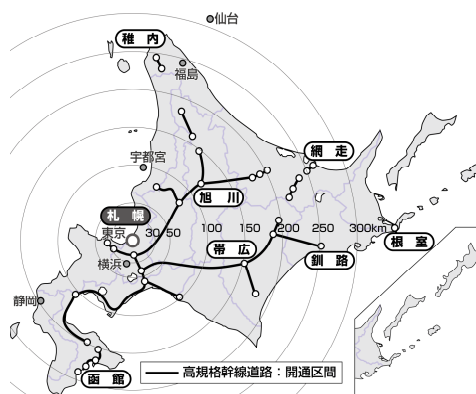 仙台
稚内
福島
宇都宮
網走
旭川
札幌
東京
30 50 100 150 200 250 300km
根室
帯広
釧路
横浜
静岡
函館
高規格幹線道路：開通区間